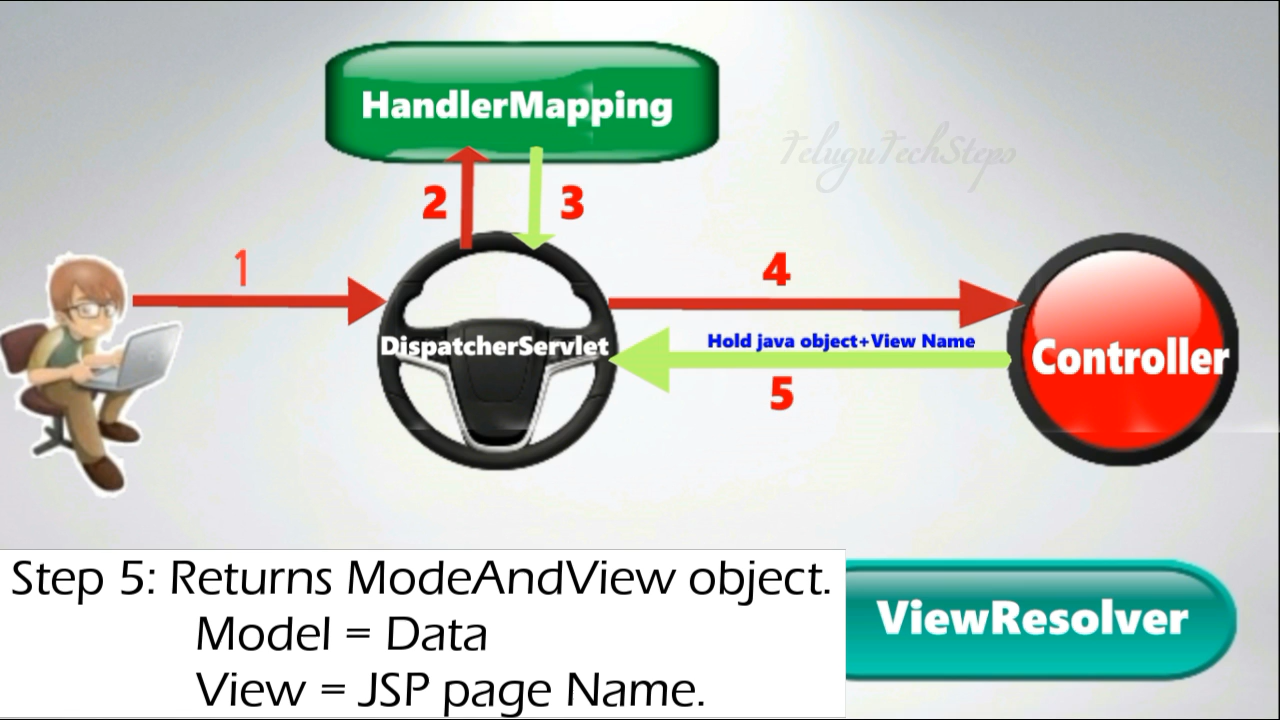 HandlerMapping
TeluguTechSteps
2
3
1
4
DispatcherServlet
Hold java object+View Name
Controller
5
Step 5: Returns ModeAndView object.
Model = Data
View = JSP page Name.
ViewResolver